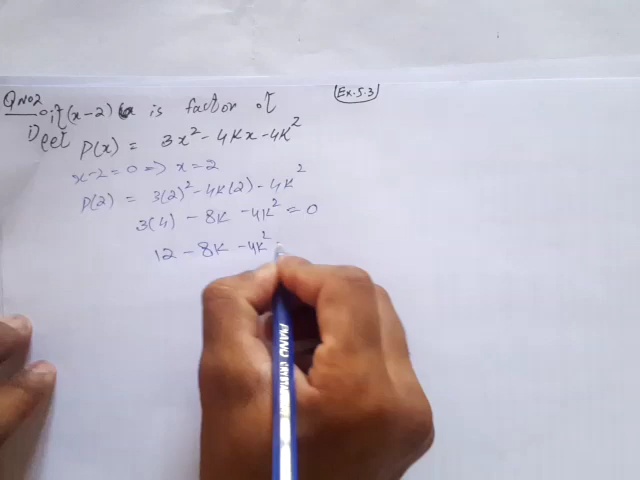 Ex.5.3
Q No2 if (x-2) is factor of
i) P(x) = 3x² - 4Kx - 4K²
x-2=0 => x=2
P(2) = 3(2)² - 4K(2) - 4K²
3(4) - 8K - 4K² = 0
12 - 8K - 4K²
PIANO